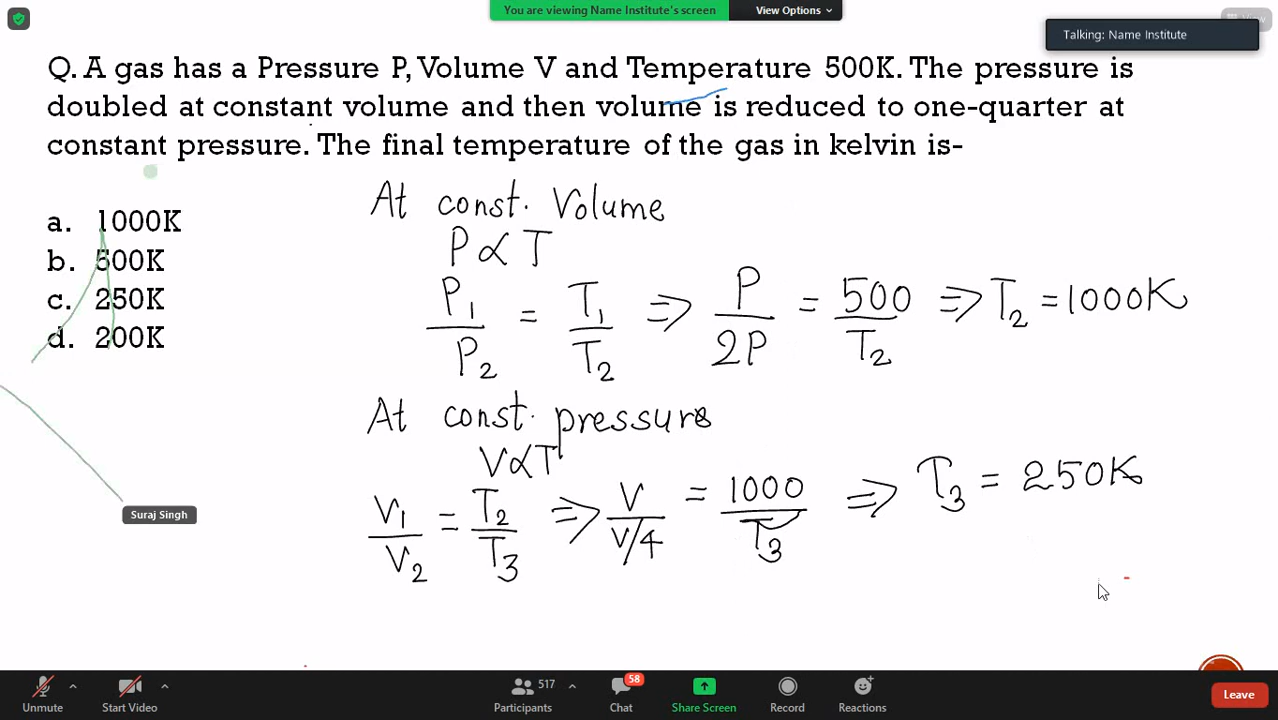 You are viewing Name Institute's screen
View Options
View
Talking: Name Institute
Q. A gas has a Pressure P, Volume V and Temperature 500K. The pressure is
doubled at constant volume and then volume is reduced to one-quarter at
constant pressure. The final temperature of the gas in kelvin is-
a. 1000K
b. 500K
c. 250K
d. 200K
At const. Volume
P ∝ T
P₁/P₂ = T₁/T₂ ⇒ P/2P = 500/T₂ ⇒ T₂ = 1000K
At const. pressure
V ∝ T
V₁/V₂ = T₂/T₃ ⇒ V/V/4 = 1000/T₃ ⇒ T₃ = 250K
Suraj Singh
Unmute
Start Video
517
Participants
58
Chat
Share Screen
Record
Reactions
Leave